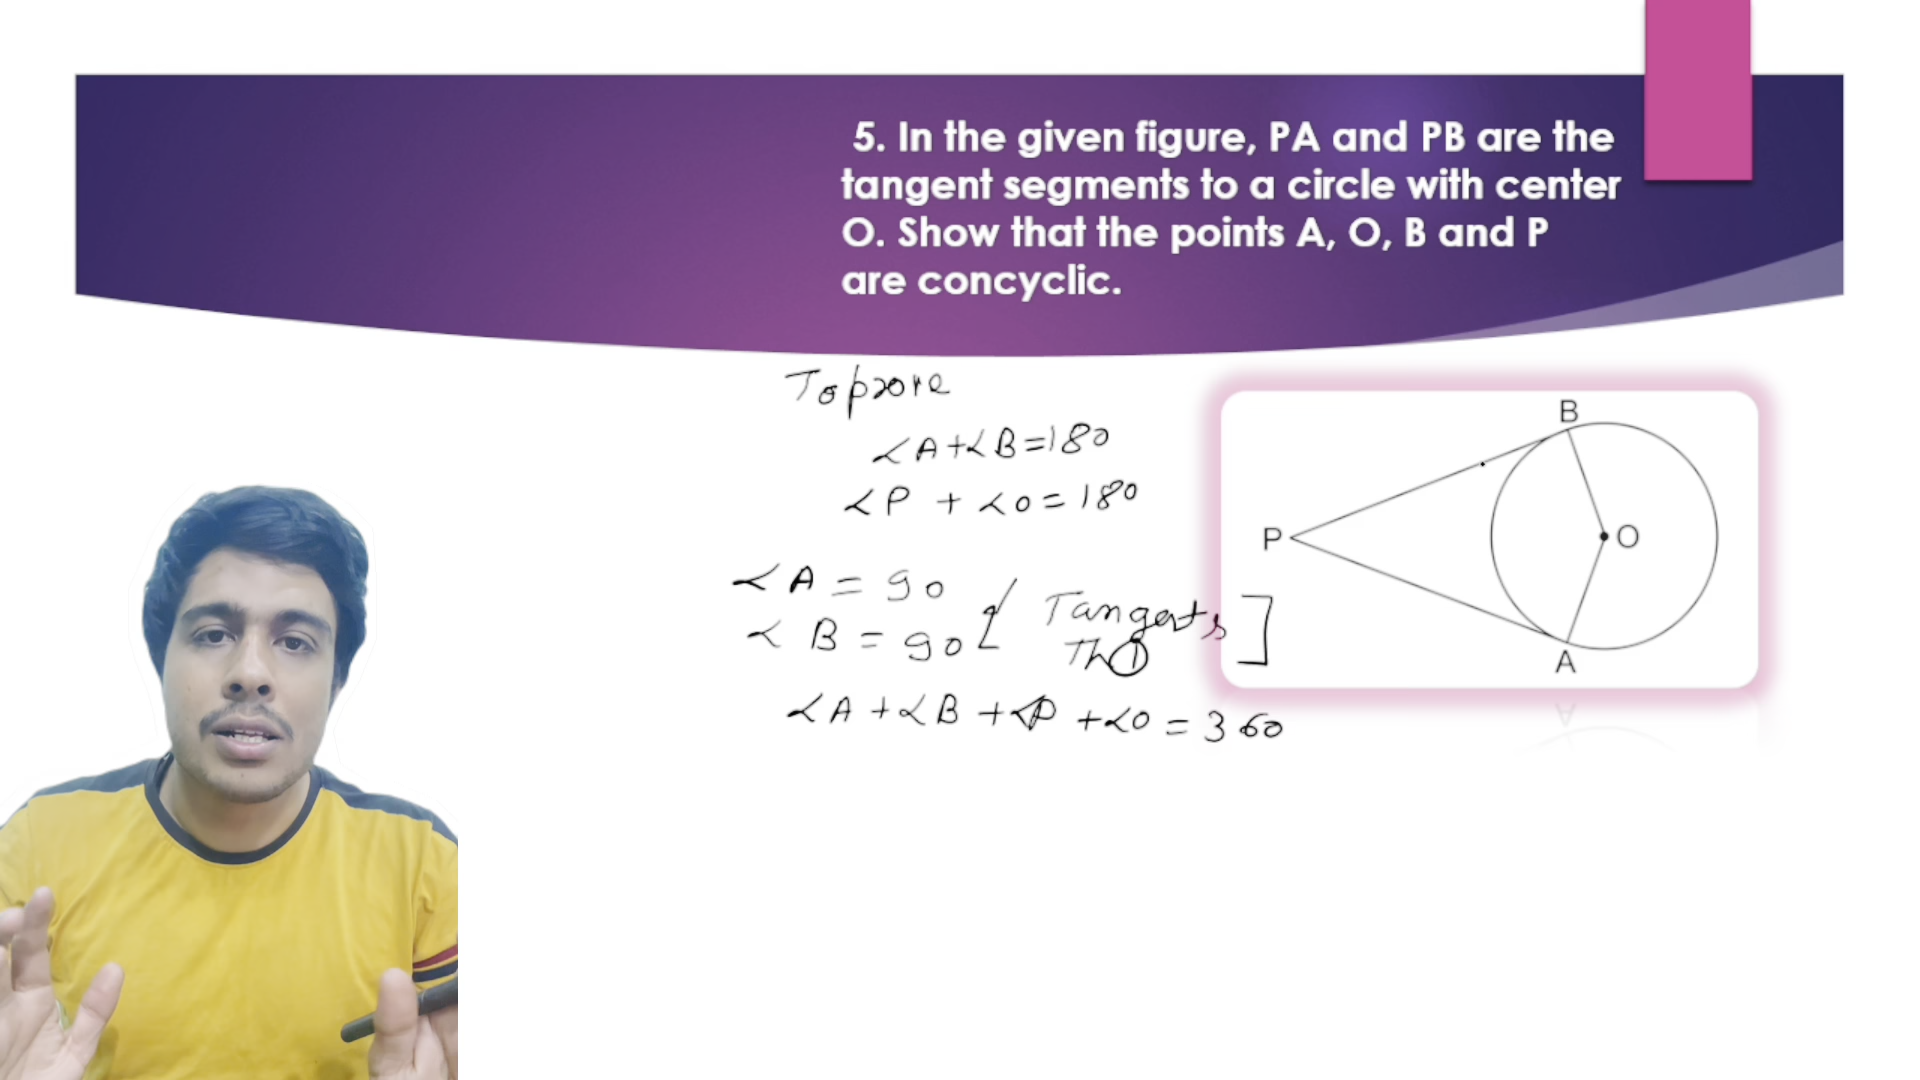 5. In the given figure, PA and PB are the
tangent segments to a circle with center
O. Show that the points A, O, B and P
are concyclic.
To prove
∠A+∠B=180
∠P + ∠O=180
∠A = 90
∠B = 90 [ Tangents ]
Th ①
∠A+∠B+∠P+∠O=360
B
P
O
A